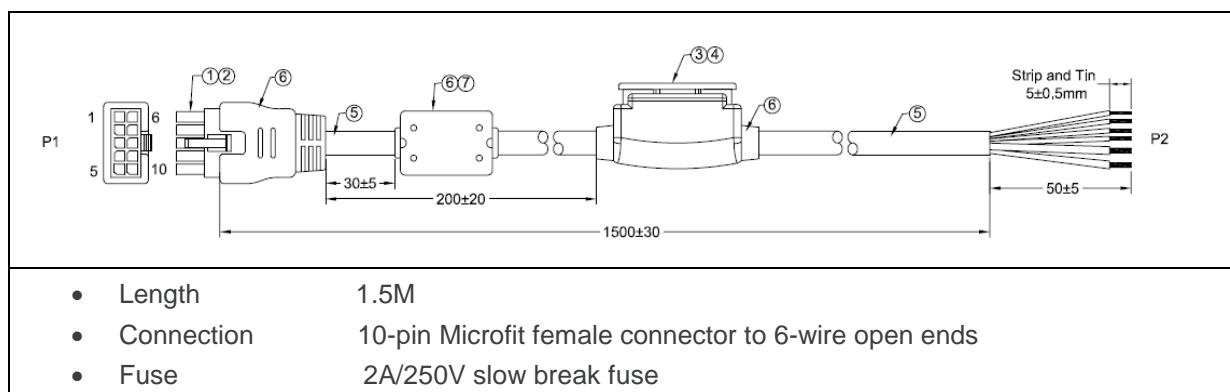 ①②
⑥
⑥⑦
③④
⑤
⑥
⑤
Strip and Tin
5±0,5mm
P1
1
6
5
10
P2
30±5
200±20
50±5
1500±30
• Length 1.5M
• Connection 10-pin Microfit female connector to 6-wire open ends
• Fuse 2A/250V slow break fuse